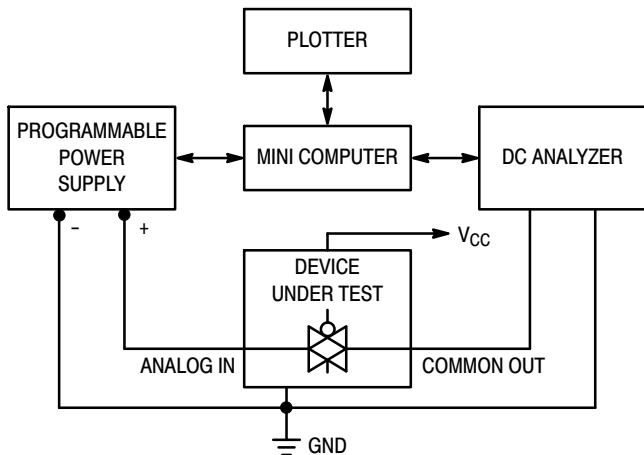 PLOTTER
PROGRAMMABLE
POWER
SUPPLY
MINI COMPUTER
DC ANALYZER
– +
VCC
DEVICE
UNDER TEST
ANALOG IN
COMMON OUT
GND